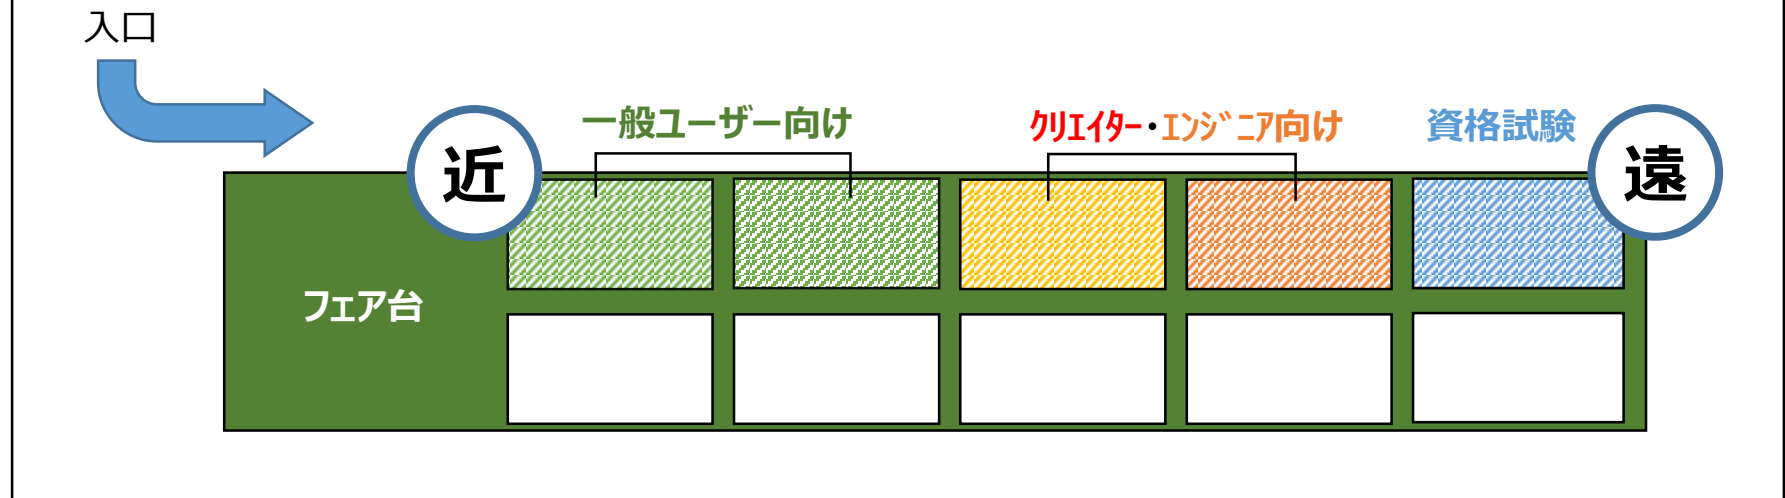 入口
一般ユーザー向け
クリエイター・エンジニア向け
資格試験
近
遠
フェア台